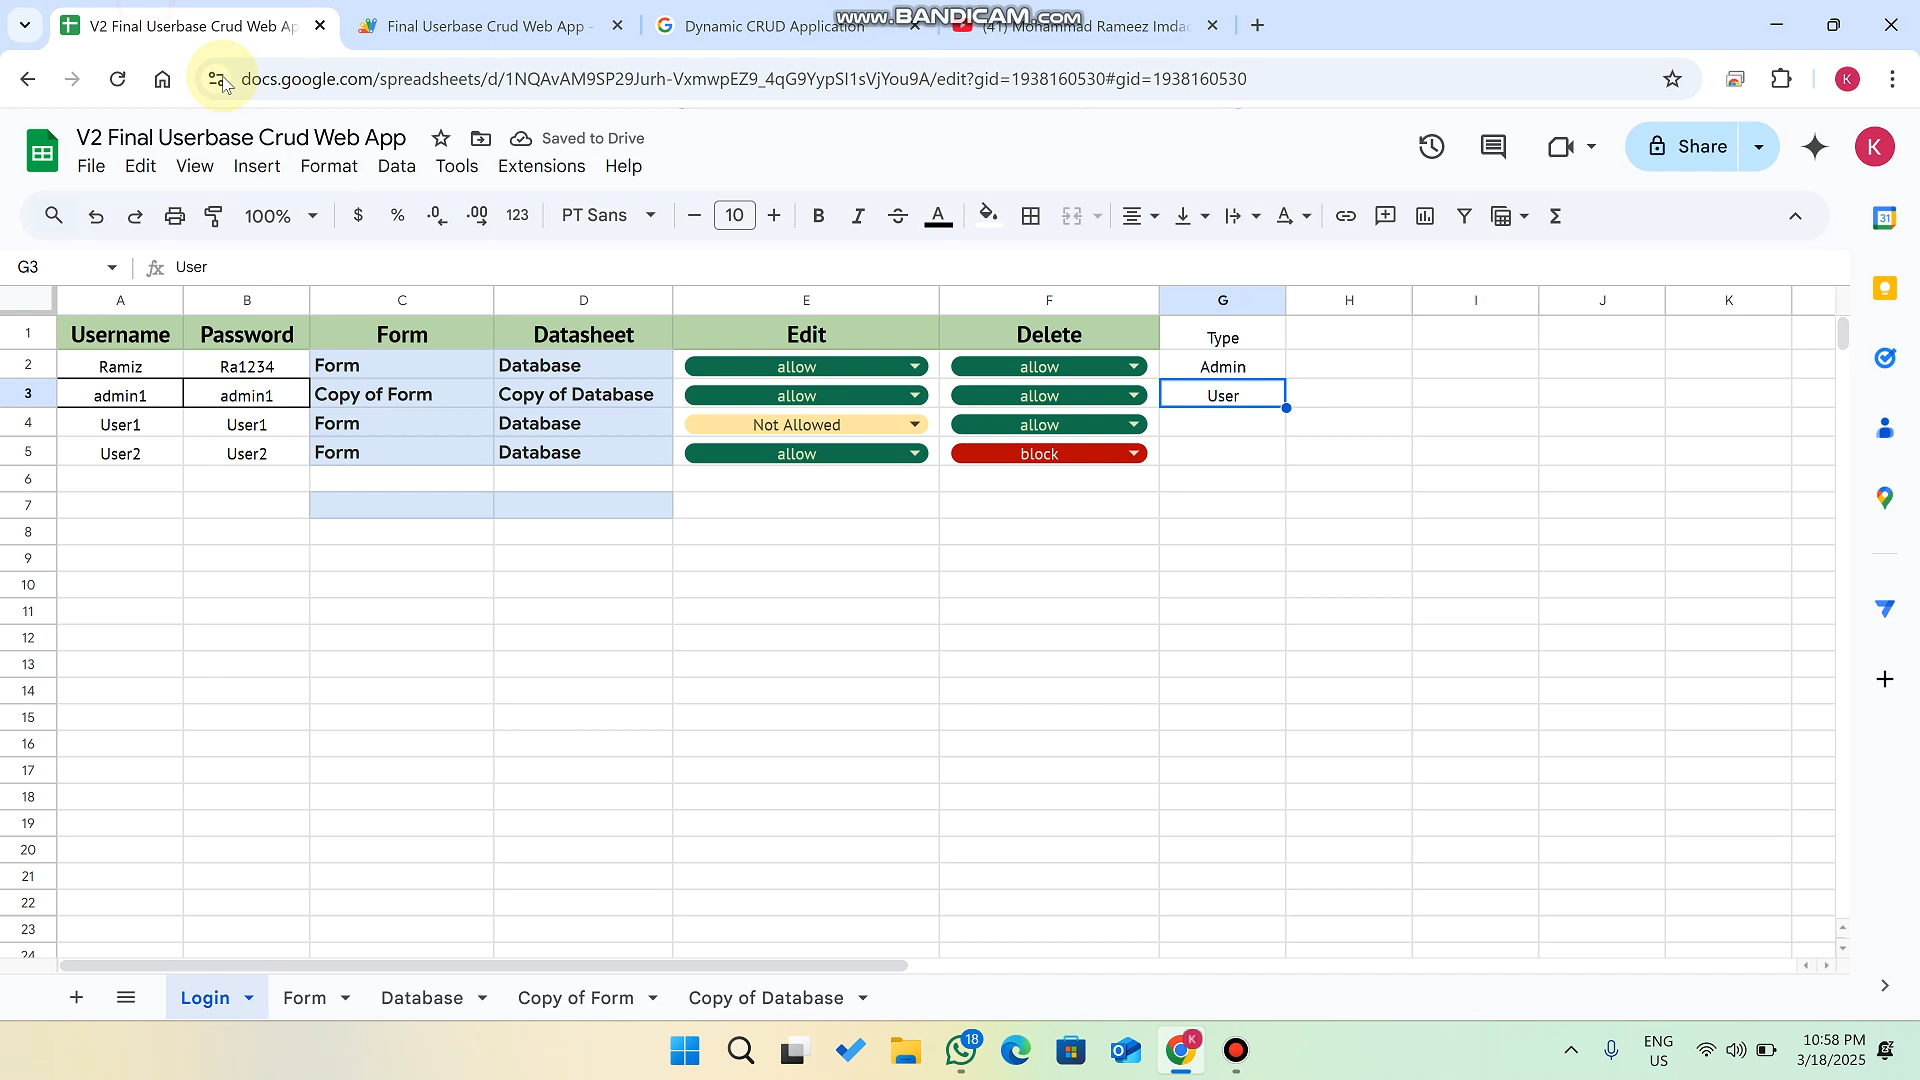 V2 Final Userbase Crud Web Ap
Final Userbase Crud Web App -
Dynamic CRUD Application
(41) Mohammad Rameez Imdad
www.BANDICAM.com
docs.google.com/spreadsheets/d/1NQAvAM9SP29Jurh-VxmwpEZ9_4qG9YypSI1sVjYou9A/edit?gid=1938160530#gid=1938160530
K
V2 Final Userbase Crud Web App
Saved to Drive
File Edit View Insert Format Data Tools Extensions Help
Share
K
100% $ % .0 .00 123 PT Sans 10 B I A
31
G3 fx User
A B C D E F G H I J K
1 Username Password Form Datasheet Edit Delete Type
2 Ramiz Ra1234 Form Database allow allow Admin
3 admin1 admin1 Copy of Form Copy of Database allow allow User
4 User1 User1 Form Database Not Allowed allow
5 User2 User2 Form Database allow block
6
7
8
9
10
11
12
13
14
15
16
17
18
19
20
21
22
23
24
Login Form Database Copy of Form Copy of Database
18
K
ENG
US
10:58 PM
3/18/2025